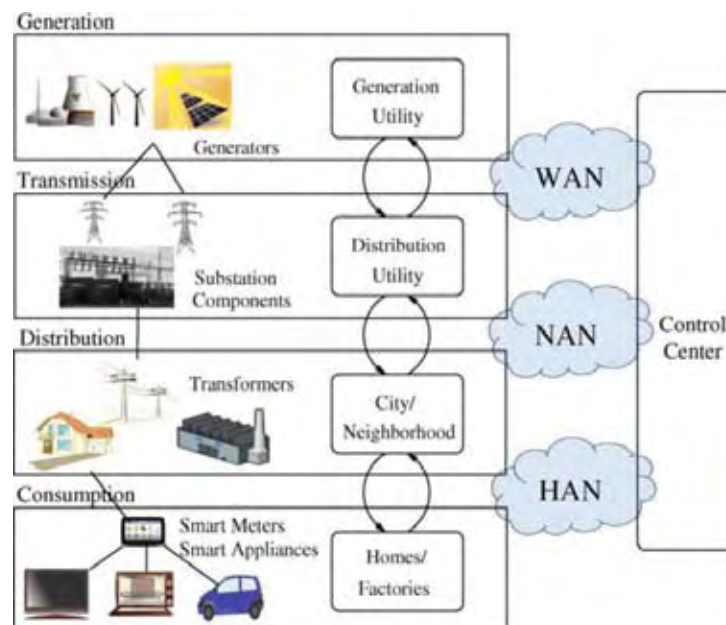 Generation
Generation
Utility
Generators
WAN
Transmission
Distribution
Utility
Substation
Components
NAN
Control
Center
Distribution
Transformers
City/
Neighborhood
HAN
Consumption
Smart Meters
Smart Appliances
Homes/
Factories